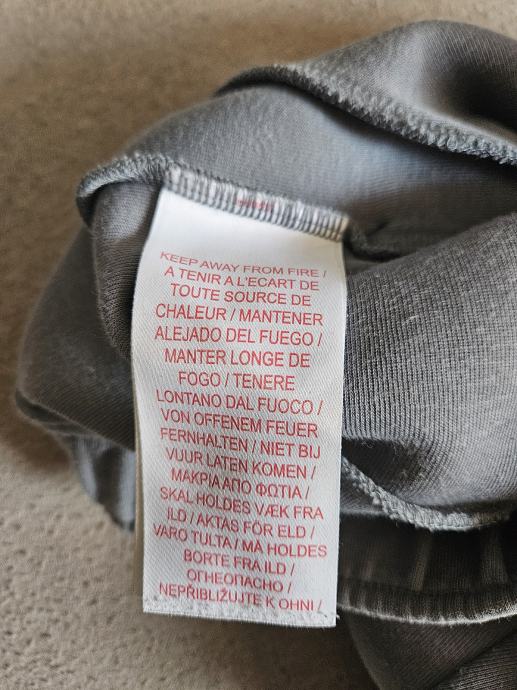 KEEP AWAY FROM FIRE /
A TENIR A L'ECART DE
TOUTE SOURCE DE
CHALEUR / MANTENER
ALEJADO DEL FUEGO /
MANTER LONGE DE
FOGO / TENERE
LONTANO DAL FUOCO /
VON OFFENEM FEUER
FERNHALTEN / NIET BIJ
VUUR LATEN KOMEN /
ΜΑΚΡΙΑ ΑΠΟ ΦΩΤΙΑ /
SKAL HOLDES VÆK FRA
ILD / AKTAS FÖR ELD /
VARO TULTA / MÅ HOLDES
BORTE FRA ILD /
ОГНЕОПАСНО /
NEPŘIBLIŽUJTE K OHNI /